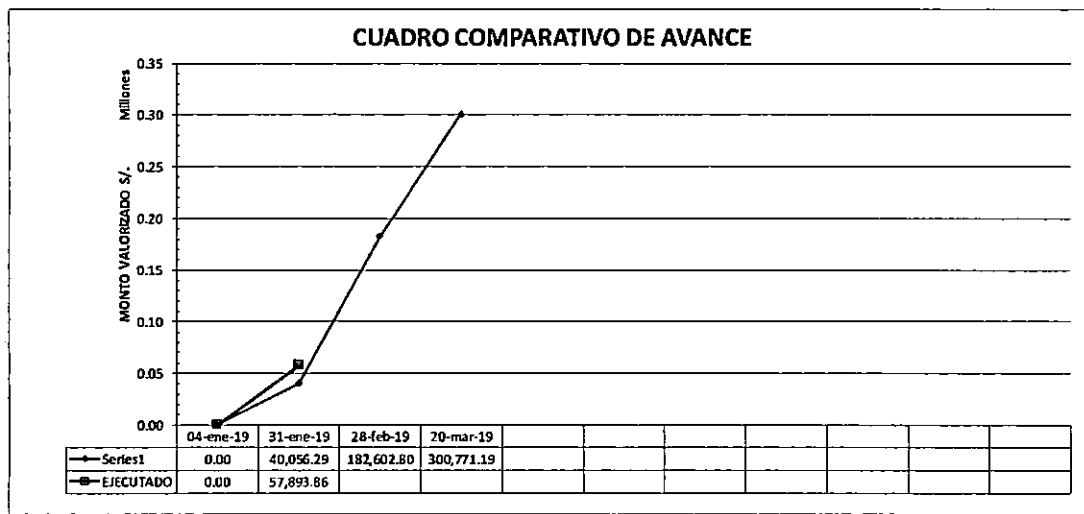 CUADRO COMPARATIVO DE AVANCE
Millones
MONTO VALORIZADO S/.
0.35
0.30
0.25
0.20
0.15
0.10
0.05
0.00
04-ene-19 31-ene-19 28-feb-19 20-mar-19
Series1 0.00 40,056.29 182,602.80 300,771.19
EJECUTADO 0.00 57,893.86